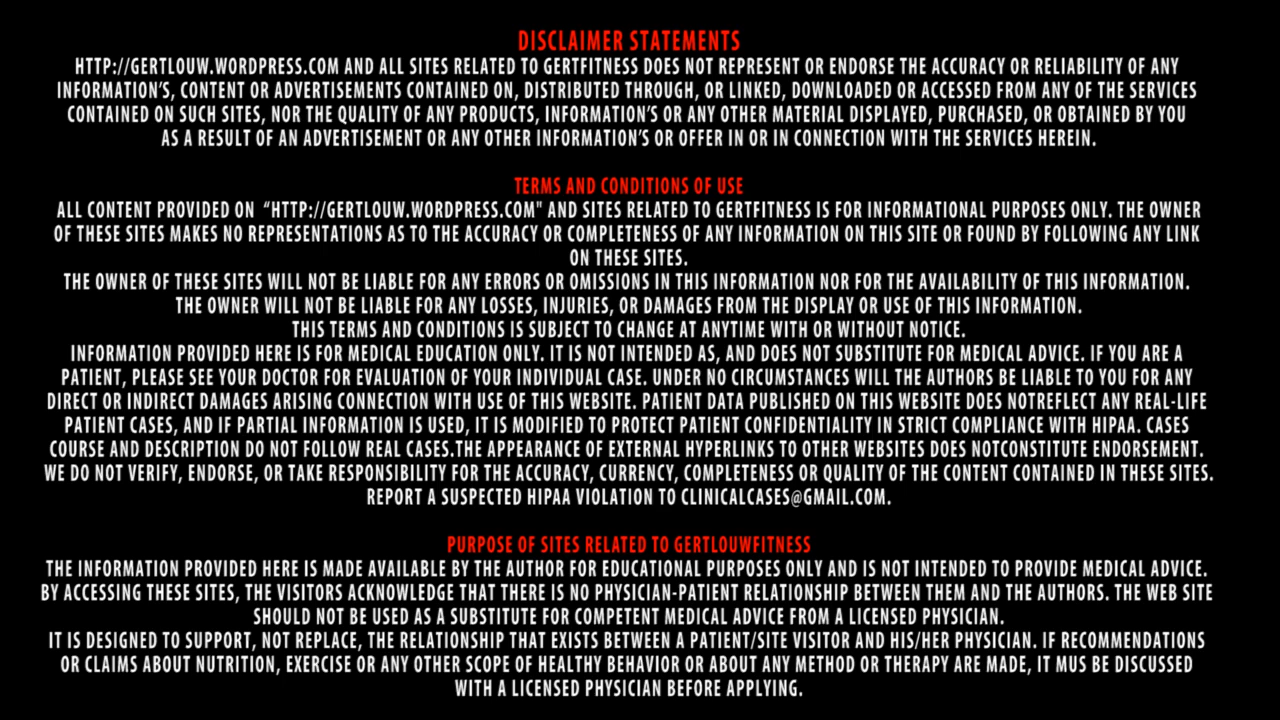 DISCLAIMER STATEMENTS
HTTP://GERTLOUW.WORDPRESS.COM AND ALL SITES RELATED TO GERTFITNESS DOES NOT REPRESENT OR ENDORSE THE ACCURACY OR RELIABILITY OF ANY
INFORMATION'S, CONTENT OR ADVERTISEMENTS CONTAINED ON, DISTRIBUTED THROUGH, OR LINKED, DOWNLOADED OR ACCESSED FROM ANY OF THE SERVICES
CONTAINED ON SUCH SITES, NOR THE QUALITY OF ANY PRODUCTS, INFORMATION'S OR ANY OTHER MATERIAL DISPLAYED, PURCHASED, OR OBTAINED BY YOU
AS A RESULT OF AN ADVERTISEMENT OR ANY OTHER INFORMATION'S OR OFFER IN OR IN CONNECTION WITH THE SERVICES HEREIN.
TERMS AND CONDITIONS OF USE
ALL CONTENT PROVIDED ON “HTTP://GERTLOUW.WORDPRESS.COM" AND SITES RELATED TO GERTFITNESS IS FOR INFORMATIONAL PURPOSES ONLY. THE OWNER
OF THESE SITES MAKES NO REPRESENTATIONS AS TO THE ACCURACY OR COMPLETENESS OF ANY INFORMATION ON THIS SITE OR FOUND BY FOLLOWING ANY LINK
ON THESE SITES.
THE OWNER OF THESE SITES WILL NOT BE LIABLE FOR ANY ERRORS OR OMISSIONS IN THIS INFORMATION NOR FOR THE AVAILABILITY OF THIS INFORMATION.
THE OWNER WILL NOT BE LIABLE FOR ANY LOSSES, INJURIES, OR DAMAGES FROM THE DISPLAY OR USE OF THIS INFORMATION.
THIS TERMS AND CONDITIONS IS SUBJECT TO CHANGE AT ANYTIME WITH OR WITHOUT NOTICE.
INFORMATION PROVIDED HERE IS FOR MEDICAL EDUCATION ONLY. IT IS NOT INTENDED AS, AND DOES NOT SUBSTITUTE FOR MEDICAL ADVICE. IF YOU ARE A
PATIENT, PLEASE SEE YOUR DOCTOR FOR EVALUATION OF YOUR INDIVIDUAL CASE. UNDER NO CIRCUMSTANCES WILL THE AUTHORS BE LIABLE TO YOU FOR ANY
DIRECT OR INDIRECT DAMAGES ARISING CONNECTION WITH USE OF THIS WEBSITE. PATIENT DATA PUBLISHED ON THIS WEBSITE DOES NOTREFLECT ANY REAL-LIFE
PATIENT CASES, AND IF PARTIAL INFORMATION IS USED, IT IS MODIFIED TO PROTECT PATIENT CONFIDENTIALITY IN STRICT COMPLIANCE WITH HIPAA. CASES
COURSE AND DESCRIPTION DO NOT FOLLOW REAL CASES.THE APPEARANCE OF EXTERNAL HYPERLINKS TO OTHER WEBSITES DOES NOTCONSTITUTE ENDORSEMENT.
WE DO NOT VERIFY, ENDORSE, OR TAKE RESPONSIBILITY FOR THE ACCURACY, CURRENCY, COMPLETENESS OR QUALITY OF THE CONTENT CONTAINED IN THESE SITES.
REPORT A SUSPECTED HIPAA VIOLATION TO CLINICALCASES@GMAIL.COM.
PURPOSE OF SITES RELATED TO GERTLOUWFITNESS
THE INFORMATION PROVIDED HERE IS MADE AVAILABLE BY THE AUTHOR FOR EDUCATIONAL PURPOSES ONLY AND IS NOT INTENDED TO PROVIDE MEDICAL ADVICE.
BY ACCESSING THESE SITES, THE VISITORS ACKNOWLEDGE THAT THERE IS NO PHYSICIAN-PATIENT RELATIONSHIP BETWEEN THEM AND THE AUTHORS. THE WEB SITE
SHOULD NOT BE USED AS A SUBSTITUTE FOR COMPETENT MEDICAL ADVICE FROM A LICENSED PHYSICIAN.
IT IS DESIGNED TO SUPPORT, NOT REPLACE, THE RELATIONSHIP THAT EXISTS BETWEEN A PATIENT/SITE VISITOR AND HIS/HER PHYSICIAN. IF RECOMMENDATIONS
OR CLAIMS ABOUT NUTRITION, EXERCISE OR ANY OTHER SCOPE OF HEALTHY BEHAVIOR OR ABOUT ANY METHOD OR THERAPY ARE MADE, IT MUS BE DISCUSSED
WITH A LICENSED PHYSICIAN BEFORE APPLYING.